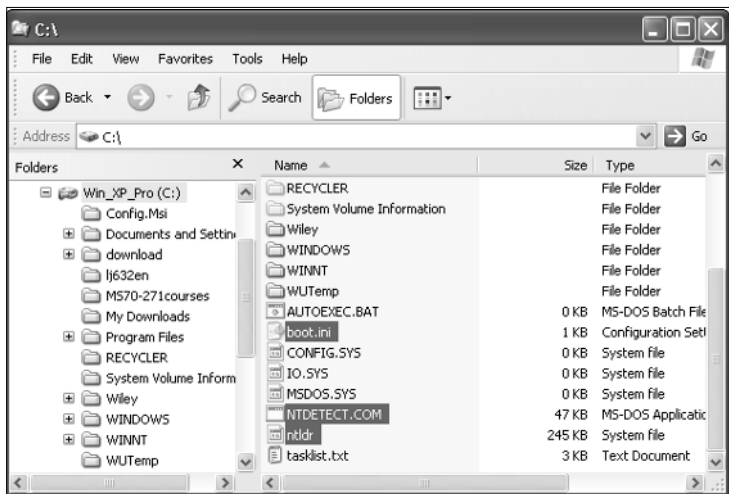 C:\
File Edit View Favorites Tools Help
Back Search Folders
Address C:\ Go
Folders × Name Size Type
Win_XP_Pro (C:)
Config.Msi
Documents and Settin
download
lj632en
MS70-271courses
My Downloads
Program Files
RECYCLER
System Volume Inform
Wiley
WINDOWS
WINNT
WUTemp
RECYCLER File Folder
System Volume Information File Folder
Wiley File Folder
WINDOWS File Folder
WINNT File Folder
WUTemp File Folder
AUTOEXEC.BAT 0 KB MS-DOS Batch File
boot.ini 1 KB Configuration Sett
CONFIG.SYS 0 KB System file
IO.SYS 0 KB System file
MSDOS.SYS 0 KB System file
NTDETECT.COM 47 KB MS-DOS Applicatic
ntldr 245 KB System file
tasklist.txt 3 KB Text Document